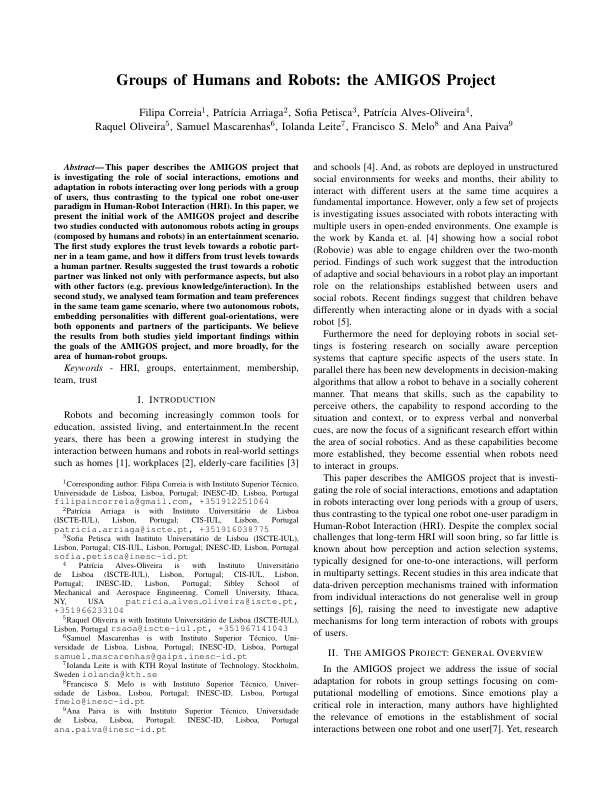 Groups of Humans and Robots: the AMIGOS Project
Filipa Correia1, Patrícia Arriaga2, Sofia Petisca3, Patrícia Alves-Oliveira4,
Raquel Oliveira5, Samuel Mascarenhas6, Iolanda Leite7, Francisco S. Melo8 and Ana Paiva9
Abstract—This paper describes the AMIGOS project that
is investigating the role of social interactions, emotions and
adaptation in robots interacting over long periods with a group
of users, thus contrasting to the typical one robot one-user
paradigm in Human-Robot Interaction (HRI). In this paper, we
present the initial work of the AMIGOS project and describe
two studies conducted with autonomous robots acting in groups
(composed by humans and robots) in an entertainment scenario.
The first study explores the trust levels towards a robotic part-
ner in a team game, and how it differs from trust levels towards
a human partner. Results suggested the trust towards a robotic
partner was linked not only with performance aspects, but also
with other factors (e.g. previous knowledge/interaction). In the
second study, we analysed team formation and team preferences
in the same team game scenario, where two autonomous robots,
embedding personalities with different goal-orientations, were
both opponents and partners of the participants. We believe
the results from both studies yield important findings within
the goals of the AMIGOS project, and more broadly, for the
area of human-robot groups.
Keywords - HRI, groups, entertainment, membership,
team, trust
I. INTRODUCTION
Robots and becoming increasingly common tools for
education, assisted living, and entertainment.In the recent
years, there has been a growing interest in studying the
interaction between humans and robots in real-world settings
such as homes [1], workplaces [2], elderly-care facilities [3]
1Corresponding author: Filipa Correia is with Instituto Superior Técnico,
Universidade de Lisboa, Lisboa, Portugal; INESC-ID, Lisboa, Portugal
filipaincorreia@gmail.com, +351912251064
2Patrícia Arriaga is with Instituto Universitário de Lisboa
(ISCTE-IUL), Lisbon, Portugal; CIS-IUL, Lisbon, Portugal
patricia.arriaga@iscte.pt, +351916038775
3Sofia Petisca with Instituto Universitário de Lisboa (ISCTE-IUL),
Lisbon, Portugal; CIS-IUL, Lisbon, Portugal; INESC-ID, Lisbon, Portugal
sofia.petisca@inesc-id.pt
4 Patrícia Alves-Oliveira is with Instituto Universitário
de Lisboa (ISCTE-IUL), Lisbon, Portugal; CIS-IUL, Lisbon,
Portugal; INESC-ID, Lisbon, Portugal; Sibley School of
Mechanical and Aerospace Engineering, Cornell University, Ithaca,
NY, USA patricia_alves_oliveira@iscte.pt,
+351966233104
5Raquel Oliveira is with Instituto Universitário de Lisboa (ISCTE-IUL),
Lisbon, Portugal rsaoa@iscte-iul.pt, +351967141043
6Samuel Mascarenhas is with Instituto Superior Técnico, Uni-
versidade de Lisboa, Lisboa, Portugal; INESC-ID, Lisboa, Portugal
samuel.mascarenhas@gaips.inesc-id.pt
7Iolanda Leite is with KTH Royal Institute of Technology, Stockholm,
Sweden iolanda@kth.se
8Francisco S. Melo is with Instituto Superior Técnico, Univer-
sidade de Lisboa, Lisboa, Portugal; INESC-ID, Lisboa, Portugal
fmelo@inesc-id.pt
9Ana Paiva is with Instituto Superior Técnico, Universidade
de Lisboa, Lisboa, Portugal; INESC-ID, Lisboa, Portugal
ana.paiva@inesc-id.pt
and schools [4]. And, as robots are deployed in unstructured
social environments for weeks and months, their ability to
interact with different users at the same time acquires a
fundamental importance. However, only a few set of projects
is investigating issues associated with robots interacting with
multiple users in open-ended environments. One example is
the work by Kanda et. al. [4] showing how a social robot
(Robovie) was able to engage children over the two-month
period. Findings of such work suggest that the introduction
of adaptive and social behaviours in a robot play an important
role on the relationships established between users and
social robots. Recent findings suggest that children behave
differently when interacting alone or in dyads with a social
robot [5].
Furthermore the need for deploying robots in social set-
tings is fostering research on socially aware perception
systems that capture specific aspects of the users state. In
parallel there has been new developments in decision-making
algorithms that allow a robot to behave in a socially coherent
manner. That means that skills, such as the capability to
perceive others, the capability to respond according to the
situation and context, or to express verbal and nonverbal
cues, are now the focus of a significant research effort within
the area of social robotics. And as these capabilities become
more established, they become essential when robots need
to interact in groups.
This paper describes the AMIGOS project that is investi-
gating the role of social interactions, emotions and adaptation
in robots interacting over long periods with a group of users,
thus contrasting to the typical one robot one-user paradigm in
Human-Robot Interaction (HRI). Despite the complex social
challenges that long-term HRI will soon bring, so far little is
known about how perception and action selection systems,
typically designed for one-to-one interactions, will perform
in multiparty settings. Recent studies in this area indicate that
data-driven perception mechanisms trained with information
from individual interactions do not generalise well in group
settings [6], raising the need to investigate new adaptive
mechanisms for long term interaction of robots with groups
of users.
II. THE AMIGOS PROJECT: GENERAL OVERVIEW
In the AMIGOS project we address the issue of social
adaptation for robots in group settings focusing on com-
putational modelling of emotions. Since emotions play a
critical role in interaction, many authors have highlighted
the relevance of emotions in the establishment of social
interactions between one robot and one user[7]. Yet, research